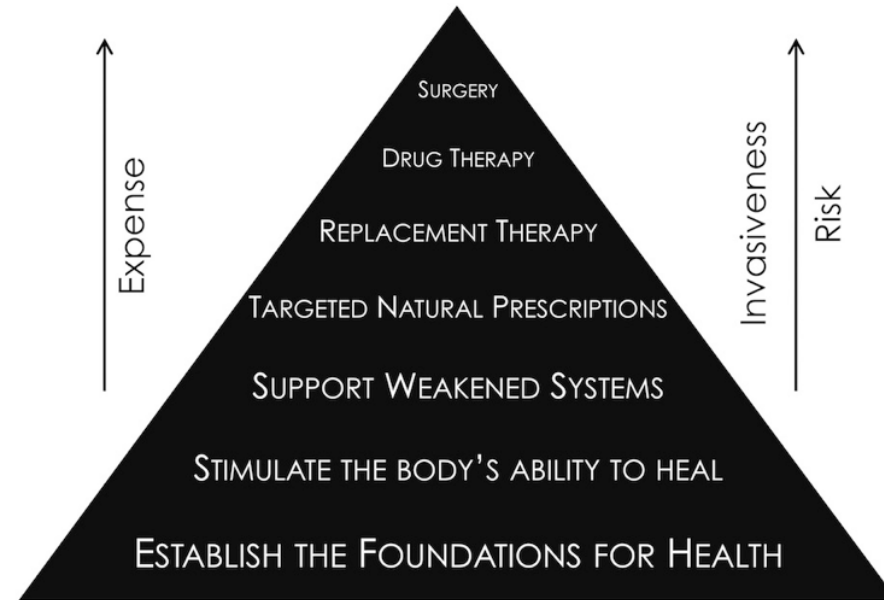 Surgery
Drug Therapy
Replacement Therapy
Targeted Natural Prescriptions
Support Weakened Systems
Stimulate the body's ability to heal
Establish the Foundations for Health
Expense
Invasiveness
Risk